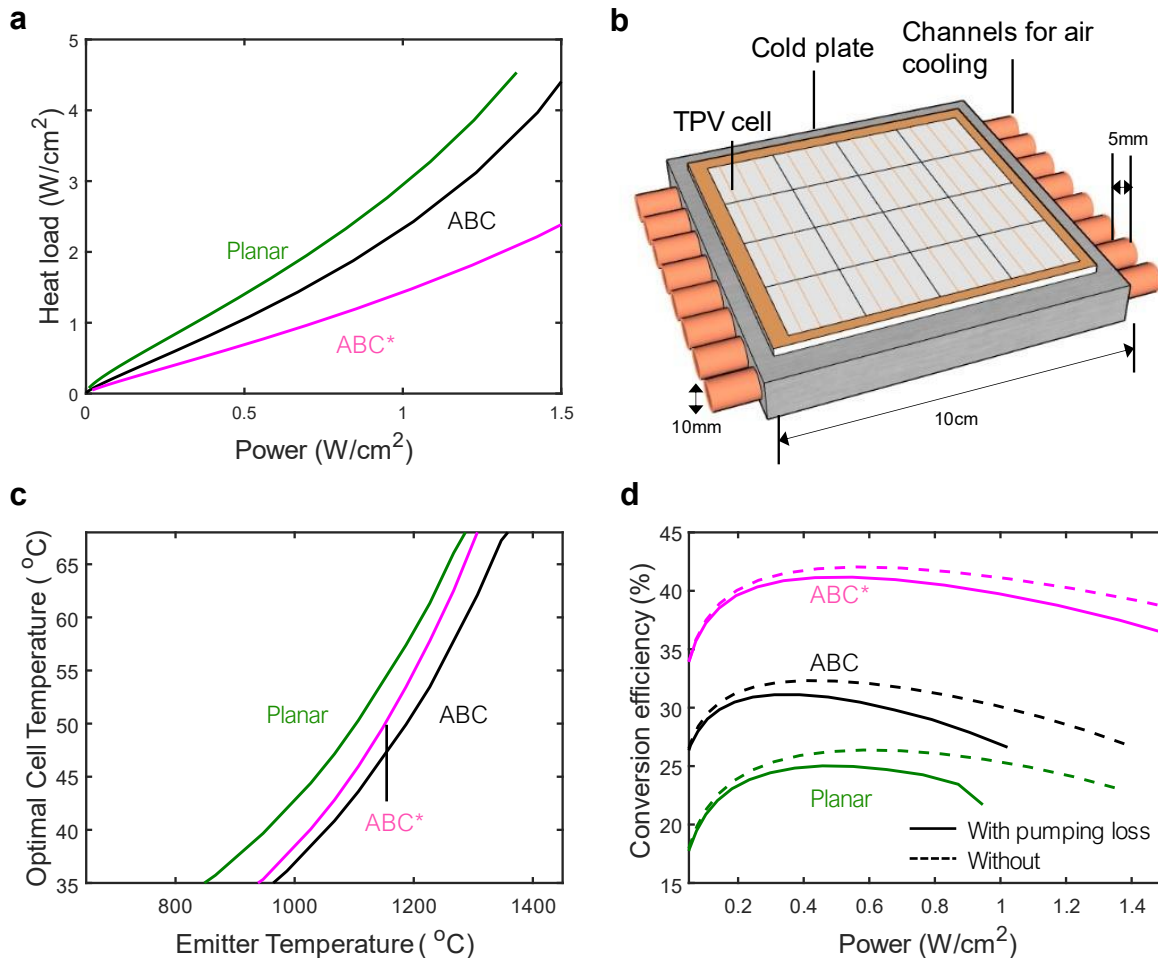 a
5
4
3
2
1
0
0
0.5
1
1.5
Heat load (W/cm²)
Power (W/cm²)
Planar
ABC
ABC*
b
Cold plate
Channels for air
cooling
TPV cell
5mm
10mm
10cm
c
65
60
55
50
45
40
35
800
1000
1200
1400
Optimal Cell Temperature ( °C)
Emitter Temperature ( °C)
Planar
ABC
ABC*
d
45
40
35
30
25
20
15
0.2
0.4
0.6
0.8
1
1.2
1.4
Conversion efficiency (%)
Power (W/cm²)
ABC*
ABC
Planar
With pumping loss
Without